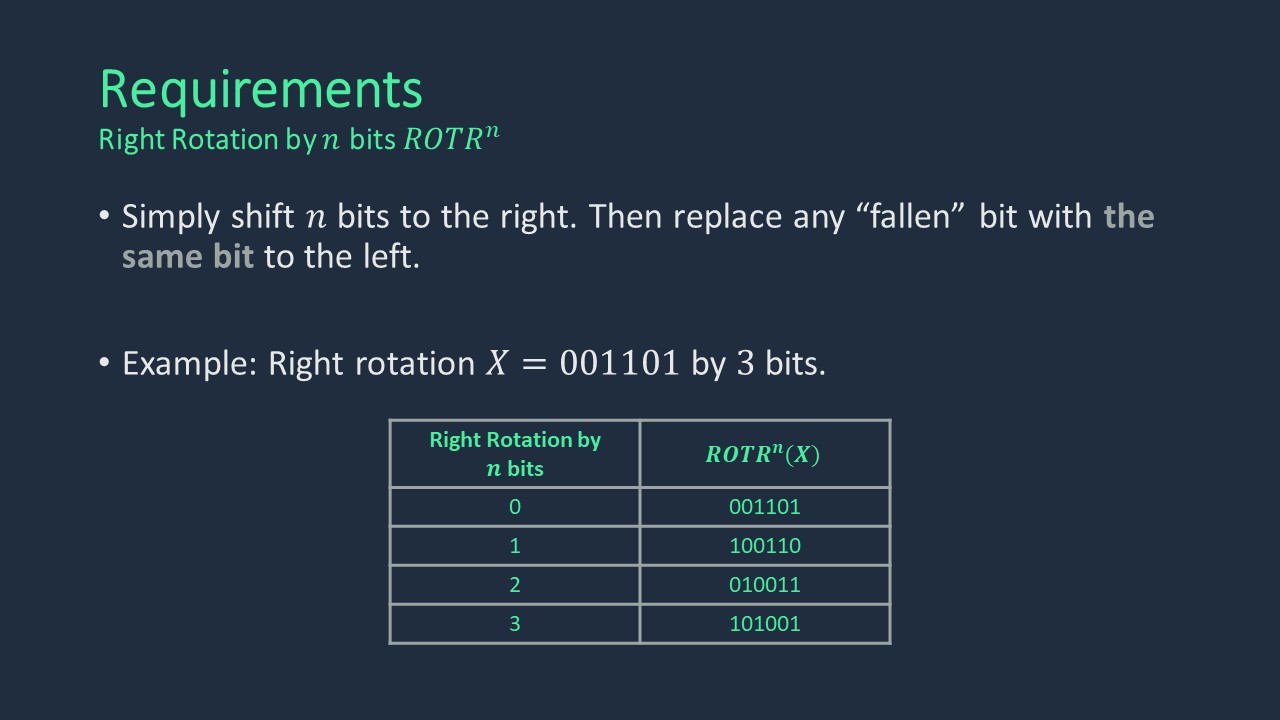 Requirements
Right Rotation by n bits ROTRⁿ
• Simply shift n bits to the right. Then replace any “fallen” bit with the
same bit to the left.
• Example: Right rotation X = 001101 by 3 bits.
Right Rotation by
n bits
ROTRⁿ(X)
0 001101
1 100110
2 010011
3 101001